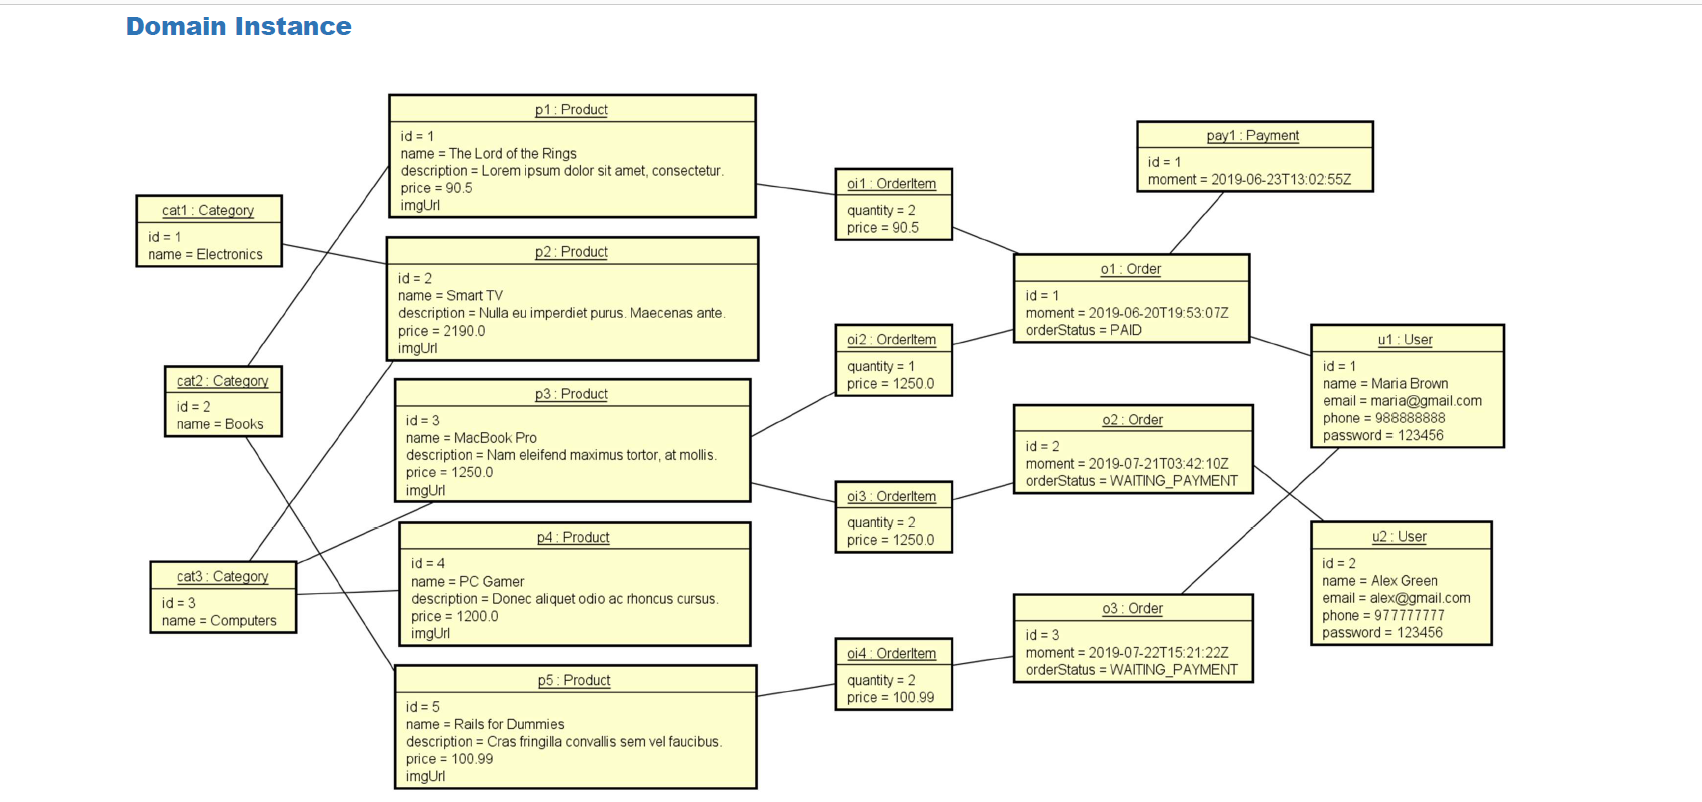 Domain Instance
p1 : Product
id = 1
name = The Lord of the Rings
description = Lorem ipsum dolor sit amet, consectetur.
price = 90.5
imgUrl
pay1 : Payment
id = 1
moment = 2019-06-23T13:02:55Z
oi1 : OrderItem
quantity = 2
price = 90.5
cat1 : Category
id = 1
name = Electronics
p2 : Product
id = 2
name = Smart TV
description = Nulla eu imperdiet purus. Maecenas ante.
price = 2190.0
imgUrl
o1 : Order
id = 1
moment = 2019-06-20T19:53:07Z
orderStatus = PAID
oi2 : OrderItem
quantity = 1
price = 1250.0
u1 : User
id = 1
name = Maria Brown
email = maria@gmail.com
phone = 988888888
password = 123456
cat2 : Category
id = 2
name = Books
p3 : Product
id = 3
name = MacBook Pro
description = Nam eleifend maximus tortor, at mollis.
price = 1250.0
imgUrl
o2 : Order
id = 2
moment = 2019-07-21T03:42:10Z
orderStatus = WAITING_PAYMENT
oi3 : OrderItem
quantity = 2
price = 1250.0
p4 : Product
id = 4
name = PC Gamer
description = Donec aliquet odio ac rhoncus cursus.
price = 1200.0
imgUrl
u2 : User
id = 2
name = Alex Green
email = alex@gmail.com
phone = 977777777
password = 123456
cat3 : Category
id = 3
name = Computers
o3 : Order
id = 3
moment = 2019-07-22T15:21:22Z
orderStatus = WAITING_PAYMENT
oi4 : OrderItem
quantity = 2
price = 100.99
p5 : Product
id = 5
name = Rails for Dummies
description = Cras fringilla convallis sem vel faucibus.
price = 100.99
imgUrl